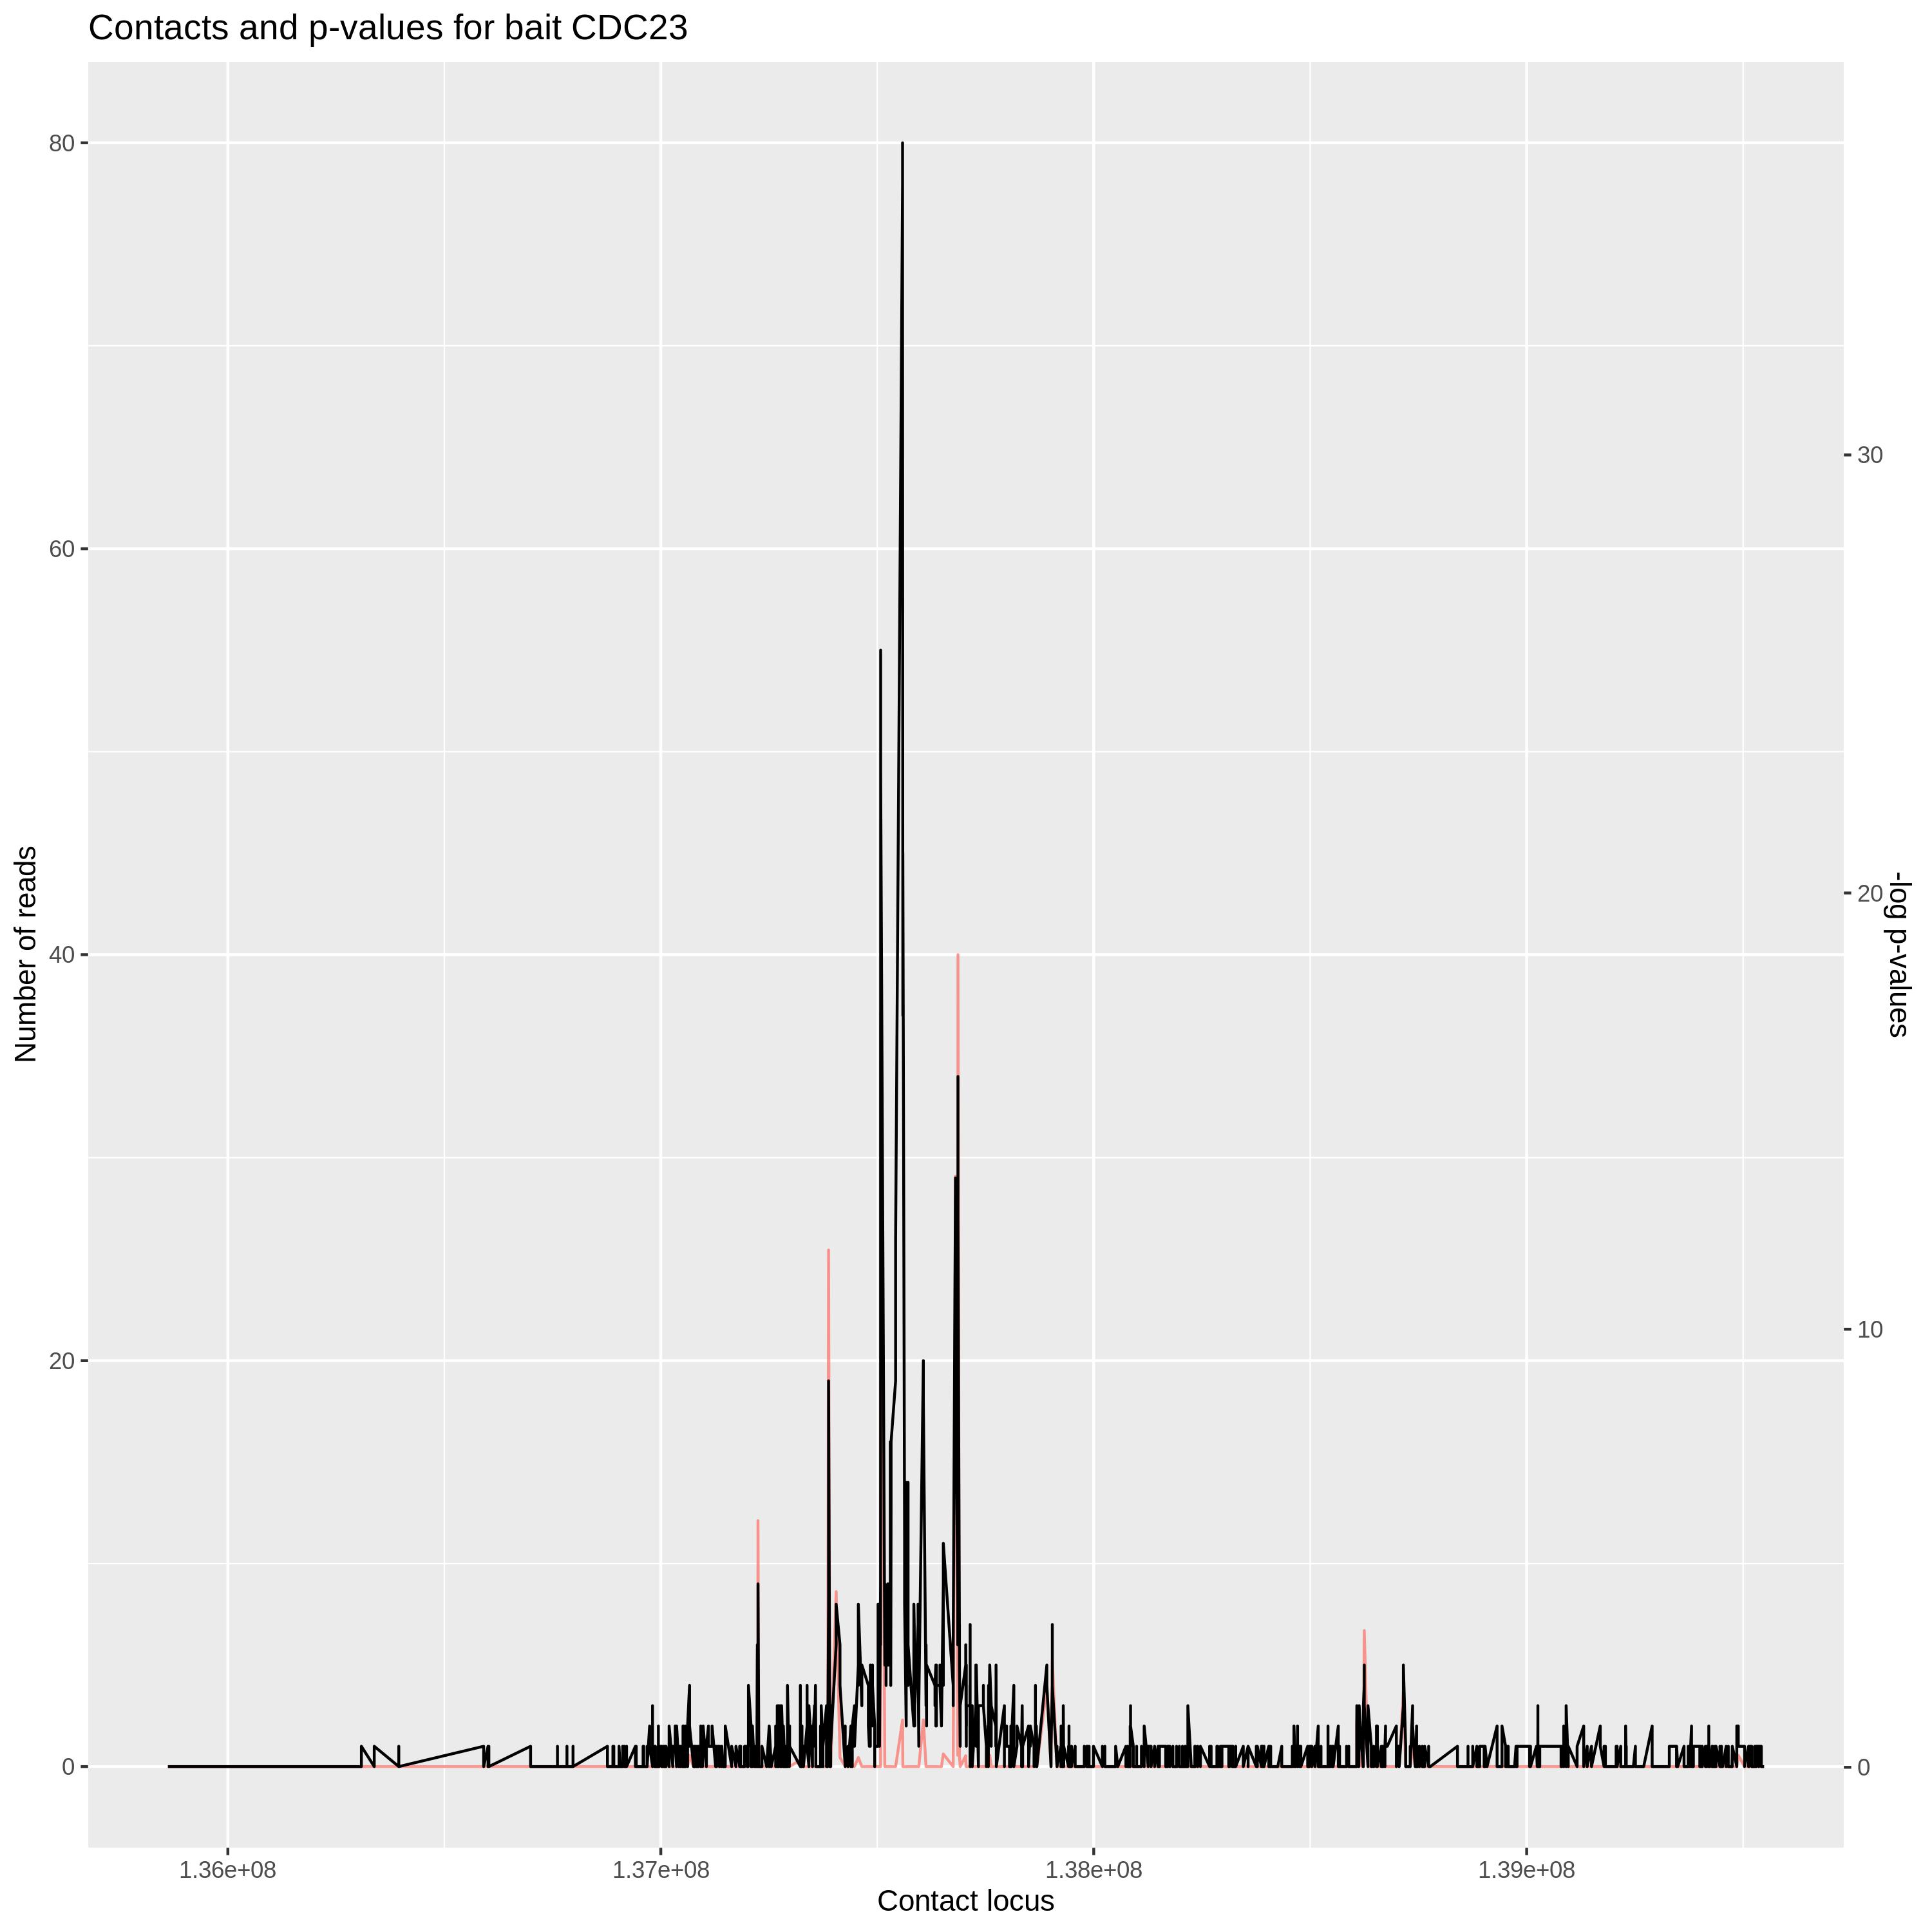 Contacts and p-values for bait CDC23
80
60
40
20
0
Number of reads
30
20
10
0
-log p-values
1.36e+08
1.37e+08
1.38e+08
1.39e+08
Contact locus